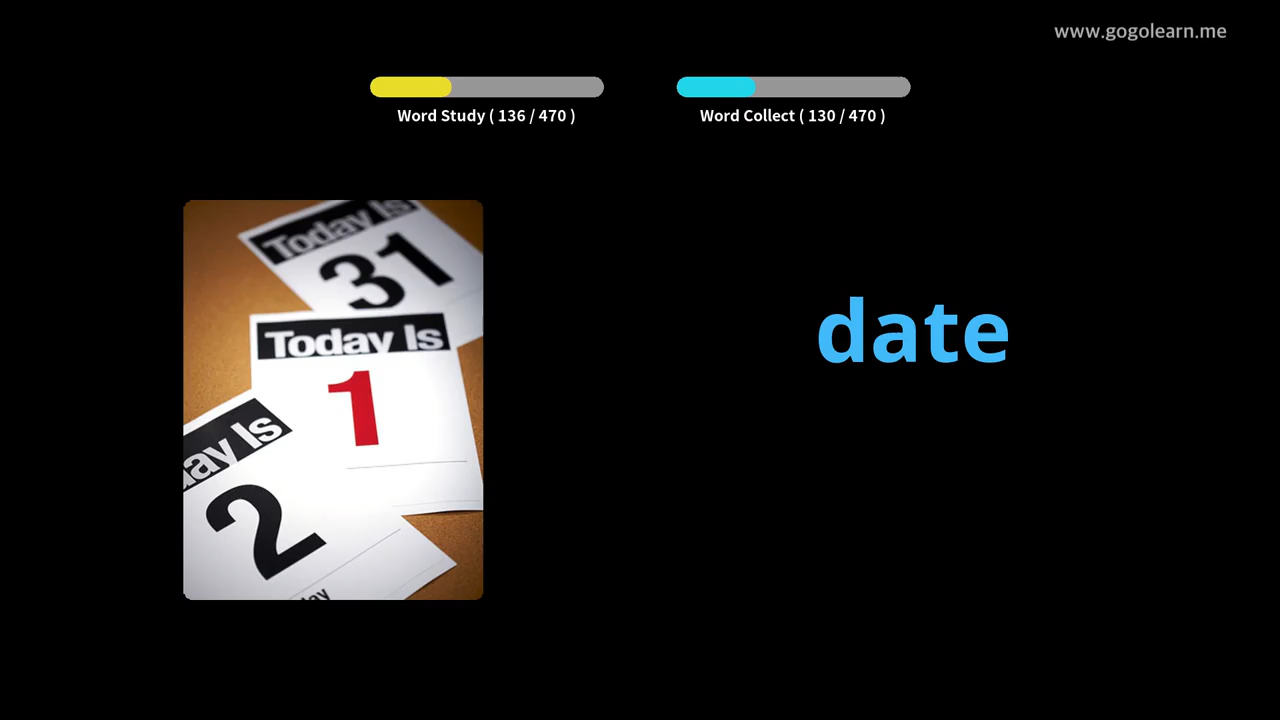 www.gogolearn.me
Word Study ( 136 / 470 )
Word Collect ( 130 / 470 )
Today Is
31
Today Is
1
ay Is
2
date